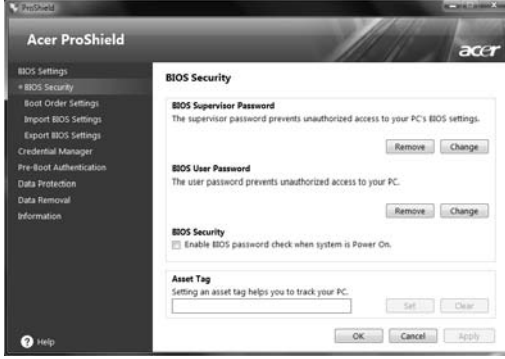 ProShield
Acer ProShield
acer
BIOS Settings
BIOS Security
Boot Order Settings
Import BIOS Settings
Export BIOS Settings
Credential Manager
Pre-Boot Authentication
Data Protection
Data Removal
Information
Help
BIOS Security
BIOS Supervisor Password
The supervisor password prevents unauthorized access to your PC's BIOS settings.
Remove Change
BIOS User Password
The user password prevents unauthorized access to your PC.
Remove Change
BIOS Security
Enable BIOS password check when system is Power On.
Asset Tag
Setting an asset tag helps you to track your PC.
Set Clear
OK Cancel Apply